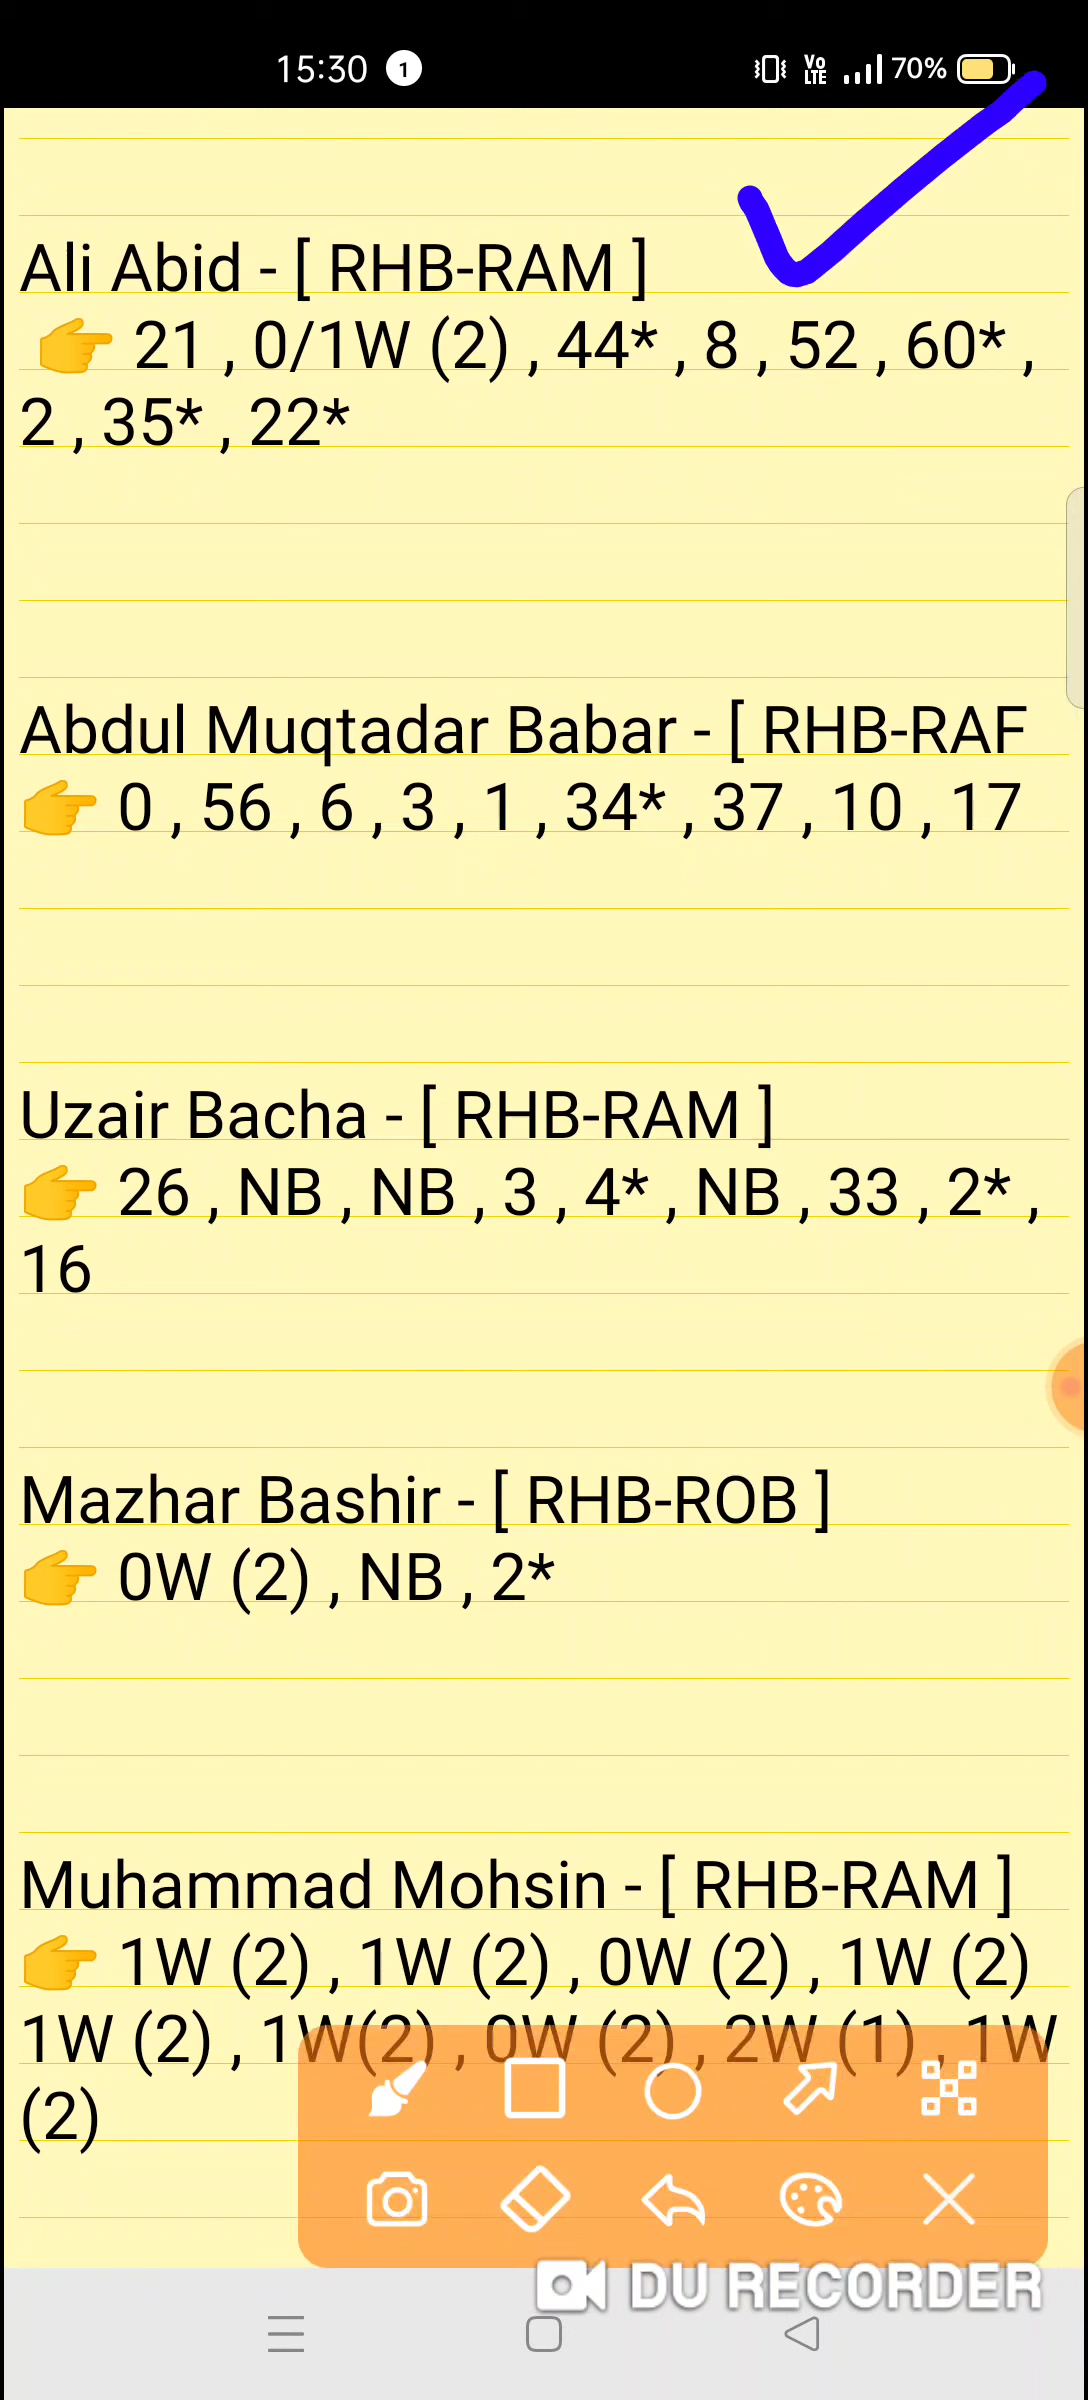 15:30 1 Vo LTE 70%
Ali Abid - [ RHB-RAM ]
👉 21 , 0/1W (2) , 44* , 8 , 52 , 60* ,
2 , 35* , 22*
Abdul Muqtadar Babar - [ RHB-RAF
👉 0 , 56 , 6 , 3 , 1 , 34* , 37 , 10 , 17
Uzair Bacha - [ RHB-RAM ]
👉 26 , NB , NB , 3 , 4* , NB , 33 , 2* ,
16
Mazhar Bashir - [ RHB-ROB ]
👉 0W (2) , NB , 2*
Muhammad Mohsin - [ RHB-RAM ]
👉 1W (2) , 1W (2) , 0W (2) , 1W (2)
1W (2) , 1W(2) , 0W (2) , 2W (1) , 1W
(2)
DU RECORDER